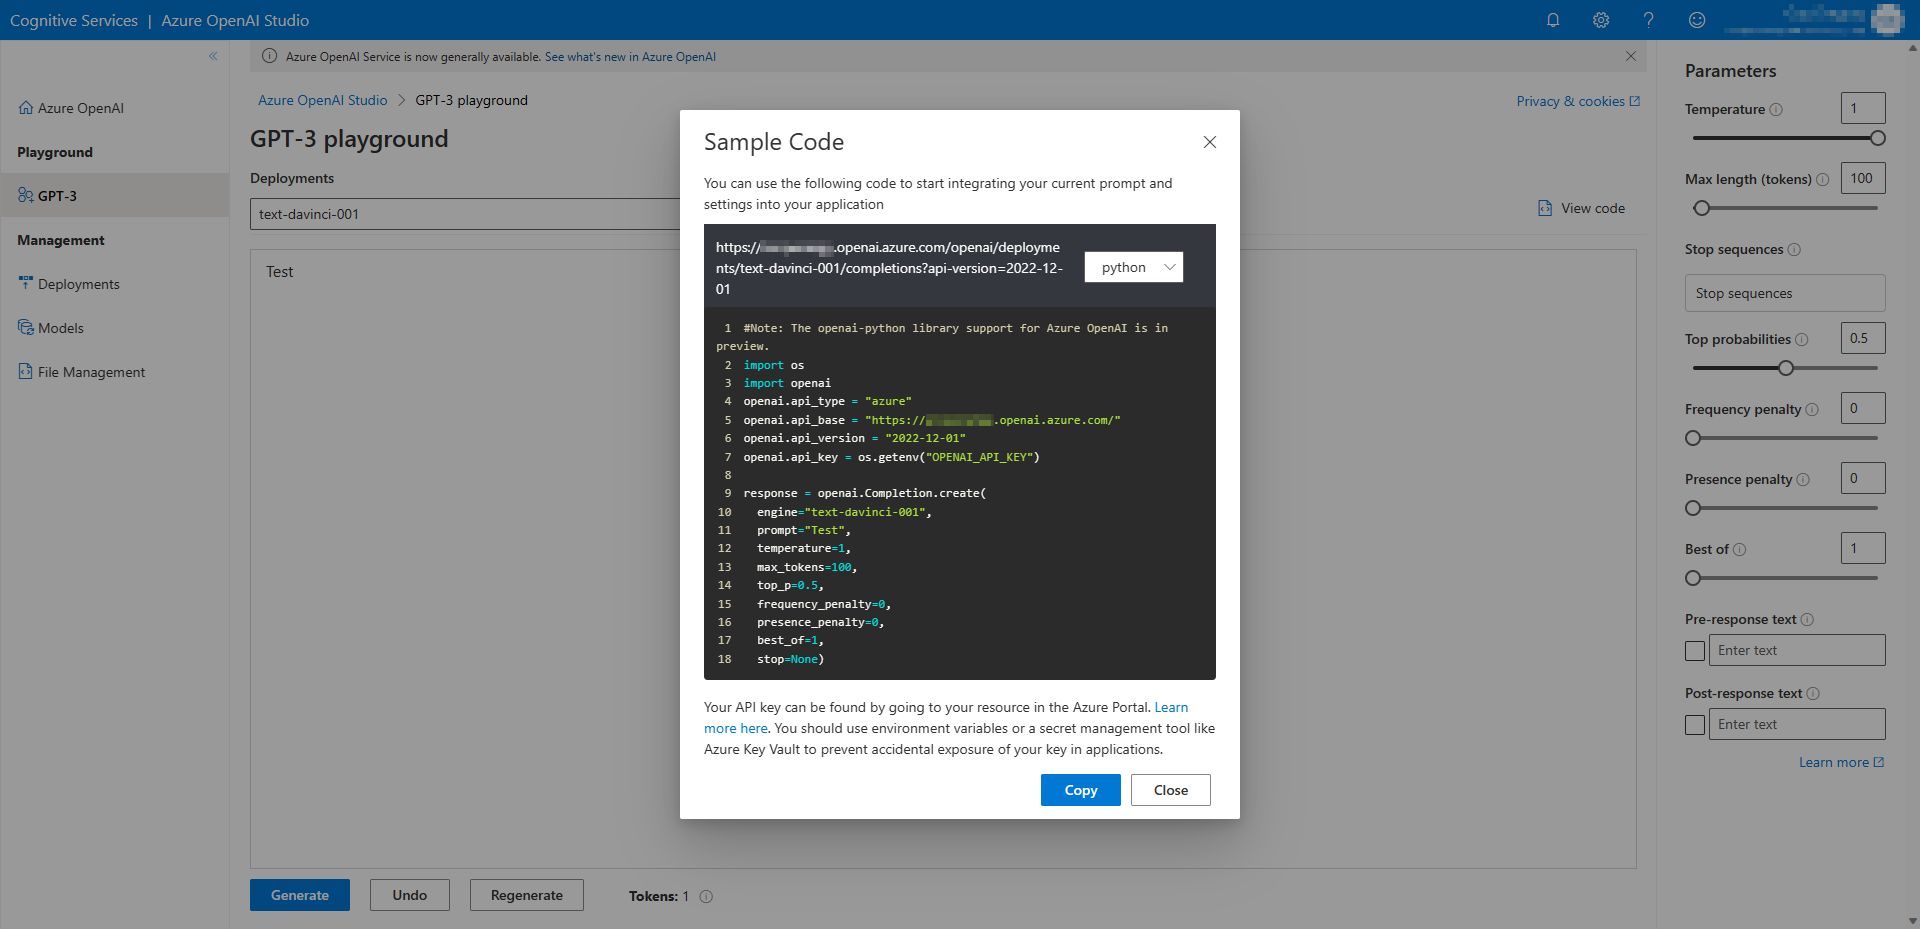 Cognitive Services | Azure OpenAI Studio
Azure OpenAI Service is now generally available. See what's new in Azure OpenAI
Azure OpenAI
Playground
GPT-3
Management
Deployments
Models
File Management
Azure OpenAI Studio > GPT-3 playground
Privacy & cookies
GPT-3 playground
Deployments
text-davinci-001
View code
Test
Sample Code
You can use the following code to start integrating your current prompt and
settings into your application
https:// .openai.azure.com/openai/deployme
nts/text-davinci-001/completions?api-version=2022-12-
01
python
1 #Note: The openai-python library support for Azure OpenAI is in
preview.
2 import os
3 import openai
4 openai.api_type = "azure"
5 openai.api_base = "https:// .openai.azure.com/"
6 openai.api_version = "2022-12-01"
7 openai.api_key = os.getenv("OPENAI_API_KEY")
8
9 response = openai.Completion.create(
10 engine="text-davinci-001",
11 prompt="Test",
12 temperature=1,
13 max_tokens=100,
14 top_p=0.5,
15 frequency_penalty=0,
16 presence_penalty=0,
17 best_of=1,
18 stop=None)
Your API key can be found by going to your resource in the Azure Portal. Learn
more here. You should use environment variables or a secret management tool like
Azure Key Vault to prevent accidental exposure of your key in applications.
Copy
Close
Generate
Undo
Regenerate
Tokens: 1
Parameters
Temperature 1
Max length (tokens) 100
Stop sequences
Stop sequences
Top probabilities 0.5
Frequency penalty 0
Presence penalty 0
Best of 1
Pre-response text
Enter text
Post-response text
Enter text
Learn more